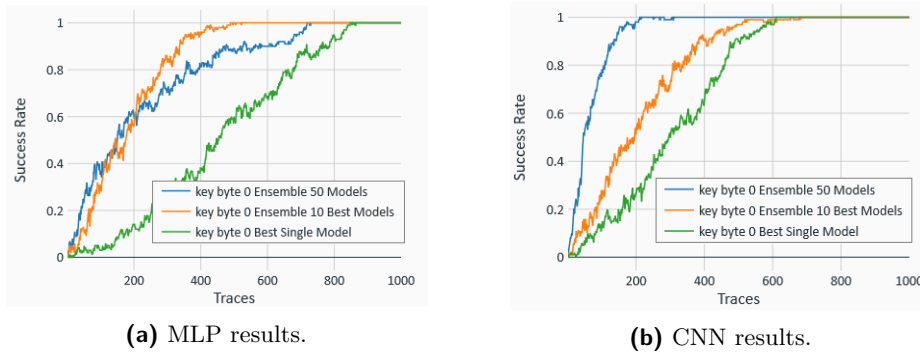 1
0.8
0.6
0.4
0.2
0
Success Rate
200
400
600
800
1000
Traces
key byte 0 Ensemble 50 Models
key byte 0 Ensemble 10 Best Models
key byte 0 Best Single Model
(a) MLP results.
1
0.8
0.6
0.4
0.2
0
Success Rate
200
400
600
800
1000
Traces
key byte 0 Ensemble 50 Models
key byte 0 Ensemble 10 Best Models
key byte 0 Best Single Model
(b) CNN results.